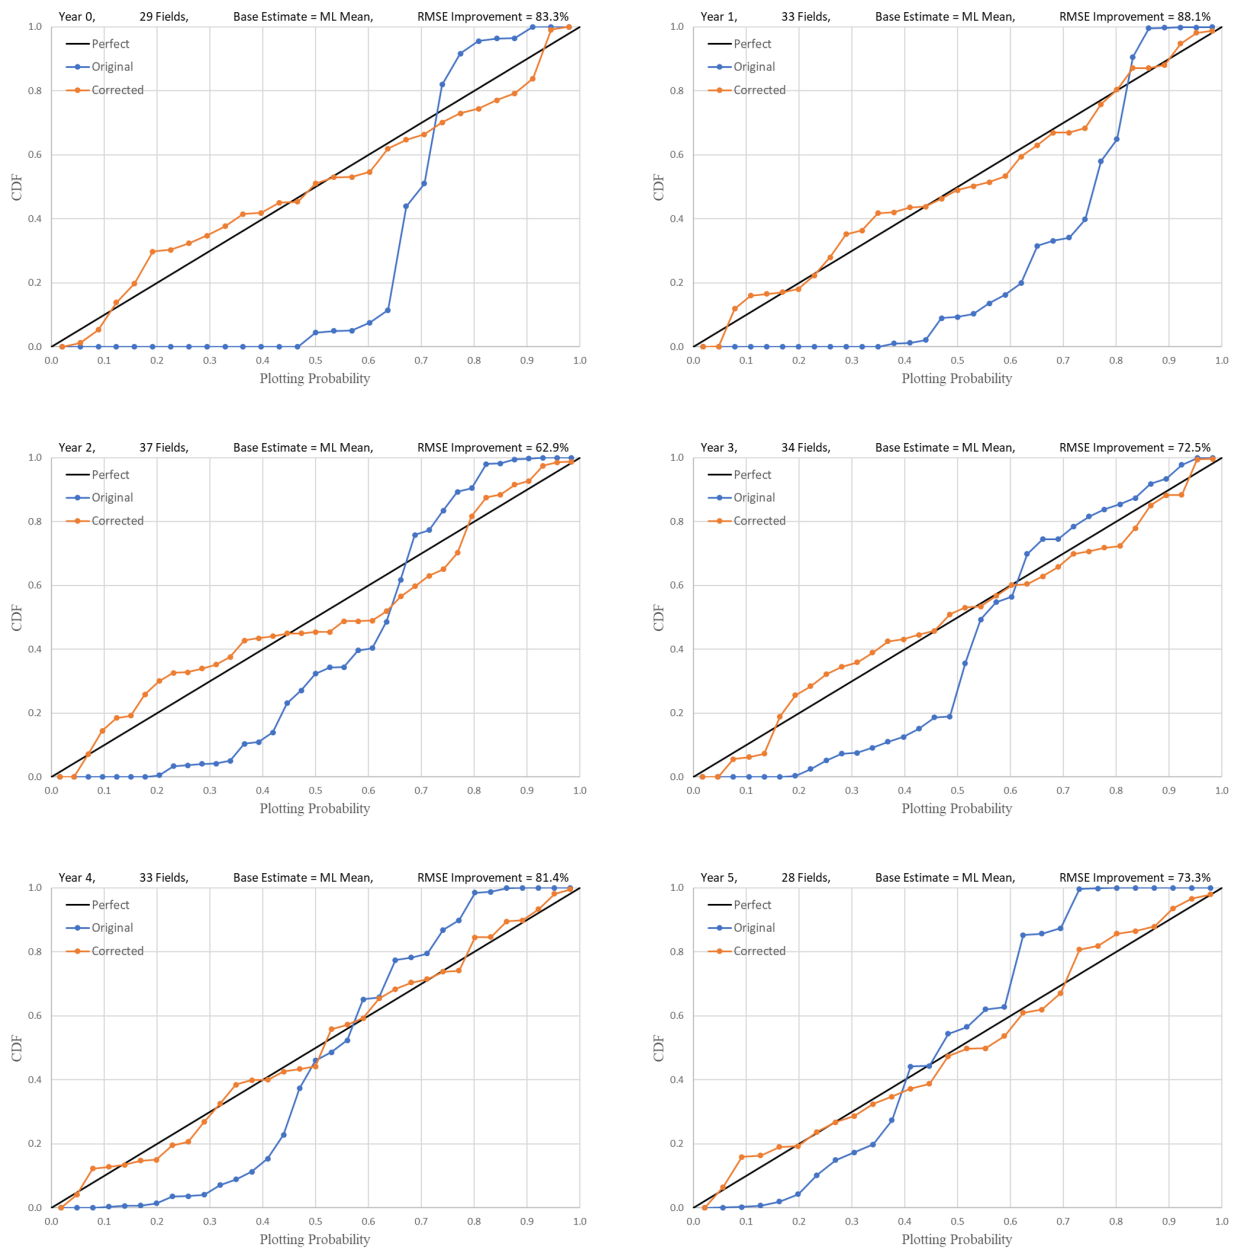 Year 0, 29 Fields, Base Estimate = ML Mean, RMSE Improvement = 83.3%
1.0
0.8
0.6
0.4
0.2
0.0
CDF
Perfect
Original
Corrected
0.0 0.1 0.2 0.3 0.4 0.5 0.6 0.7 0.8 0.9 1.0
Plotting Probability
Year 1, 33 Fields, Base Estimate = ML Mean, RMSE Improvement = 88.1%
1.0
0.8
0.6
0.4
0.2
0.0
CDF
Perfect
Original
Corrected
0.0 0.1 0.2 0.3 0.4 0.5 0.6 0.7 0.8 0.9 1.0
Plotting Probability
Year 2, 37 Fields, Base Estimate = ML Mean, RMSE Improvement = 62.9%
1.0
0.8
0.6
0.4
0.2
0.0
CDF
Perfect
Original
Corrected
0.0 0.1 0.2 0.3 0.4 0.5 0.6 0.7 0.8 0.9 1.0
Plotting Probability
Year 3, 34 Fields, Base Estimate = ML Mean, RMSE Improvement = 72.5%
1.0
0.8
0.6
0.4
0.2
0.0
CDF
Perfect
Original
Corrected
0.0 0.1 0.2 0.3 0.4 0.5 0.6 0.7 0.8 0.9 1.0
Plotting Probability
Year 4, 33 Fields, Base Estimate = ML Mean, RMSE Improvement = 81.4%
1.0
0.8
0.6
0.4
0.2
0.0
CDF
Perfect
Original
Corrected
0.0 0.1 0.2 0.3 0.4 0.5 0.6 0.7 0.8 0.9 1.0
Plotting Probability
Year 5, 28 Fields, Base Estimate = ML Mean, RMSE Improvement = 73.3%
1.0
0.8
0.6
0.4
0.2
0.0
CDF
Perfect
Original
Corrected
0.0 0.1 0.2 0.3 0.4 0.5 0.6 0.7 0.8 0.9 1.0
Plotting Probability